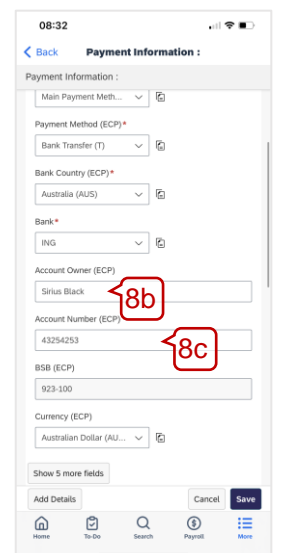 08:32
Back Payment Information :
Payment Information :
Main Payment Meth...
Payment Method (ECP)*
Bank Transfer (T)
Bank Country (ECP)*
Australia (AUS)
Bank*
ING
Account Owner (ECP)
Sirius Black
8b
Account Number (ECP)
43254253
8c
BSB (ECP)
923-100
Currency (ECP)
Australian Dollar (AU...
Show 5 more fields
Add Details Cancel Save
Home To-Do Search Payroll More